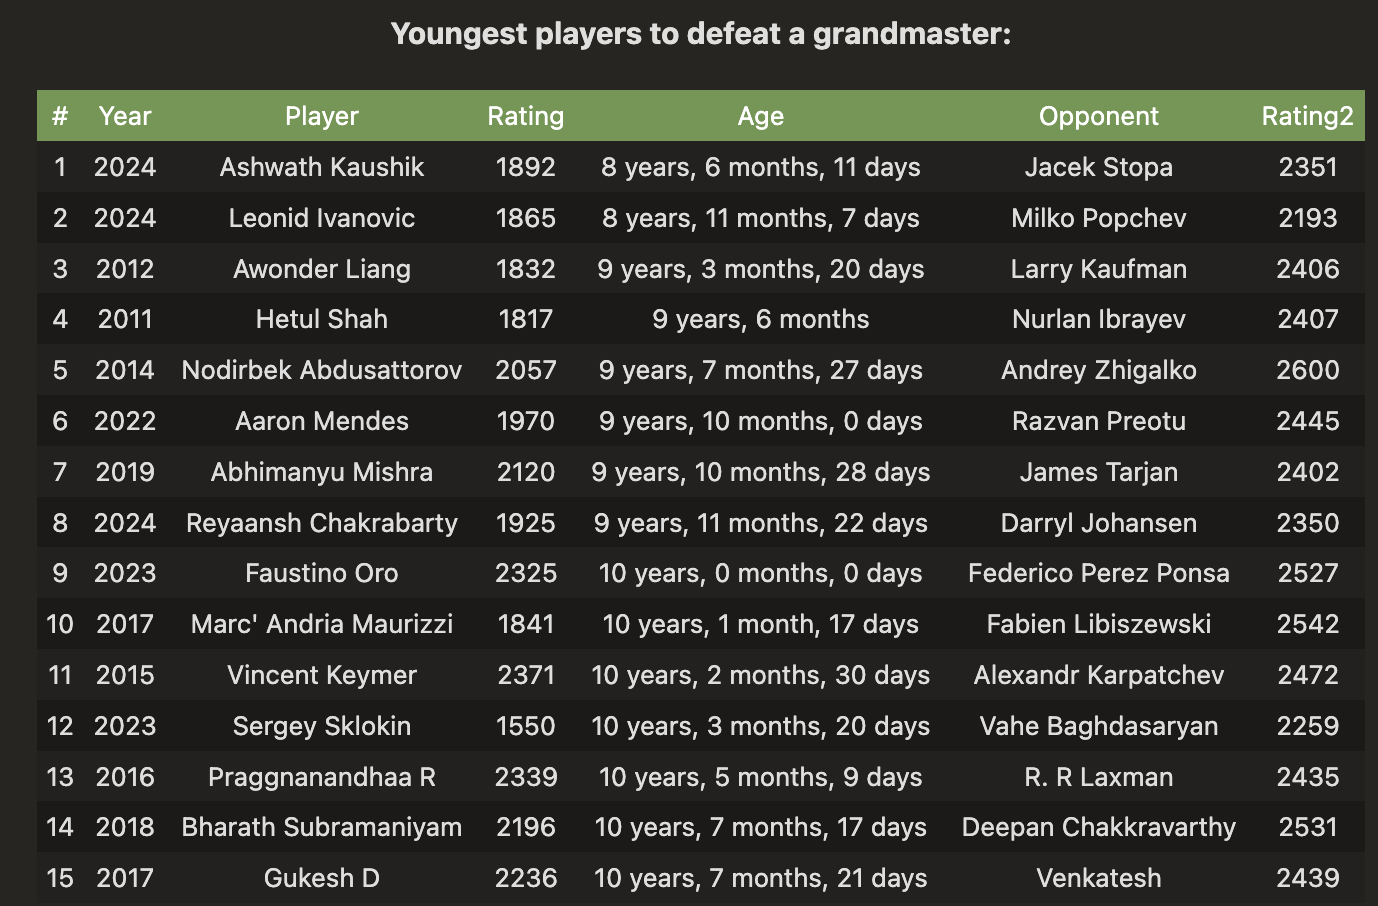 Youngest players to defeat a grandmaster:
# Year Player Rating Age Opponent Rating2
1 2024 Ashwath Kaushik 1892 8 years, 6 months, 11 days Jacek Stopa 2351
2 2024 Leonid Ivanovic 1865 8 years, 11 months, 7 days Milko Popchev 2193
3 2012 Awonder Liang 1832 9 years, 3 months, 20 days Larry Kaufman 2406
4 2011 Hetul Shah 1817 9 years, 6 months Nurlan Ibrayev 2407
5 2014 Nodirbek Abdusattorov 2057 9 years, 7 months, 27 days Andrey Zhigalko 2600
6 2022 Aaron Mendes 1970 9 years, 10 months, 0 days Razvan Preotu 2445
7 2019 Abhimanyu Mishra 2120 9 years, 10 months, 28 days James Tarjan 2402
8 2024 Reyaansh Chakrabarty 1925 9 years, 11 months, 22 days Darryl Johansen 2350
9 2023 Faustino Oro 2325 10 years, 0 months, 0 days Federico Perez Ponsa 2527
10 2017 Marc' Andria Maurizzi 1841 10 years, 1 month, 17 days Fabien Libiszewski 2542
11 2015 Vincent Keymer 2371 10 years, 2 months, 30 days Alexandr Karpatchev 2472
12 2023 Sergey Sklokin 1550 10 years, 3 months, 20 days Vahe Baghdasaryan 2259
13 2016 Praggnanandhaa R 2339 10 years, 5 months, 9 days R. R Laxman 2435
14 2018 Bharath Subramaniyam 2196 10 years, 7 months, 17 days Deepan Chakkravarthy 2531
15 2017 Gukesh D 2236 10 years, 7 months, 21 days Venkatesh 2439